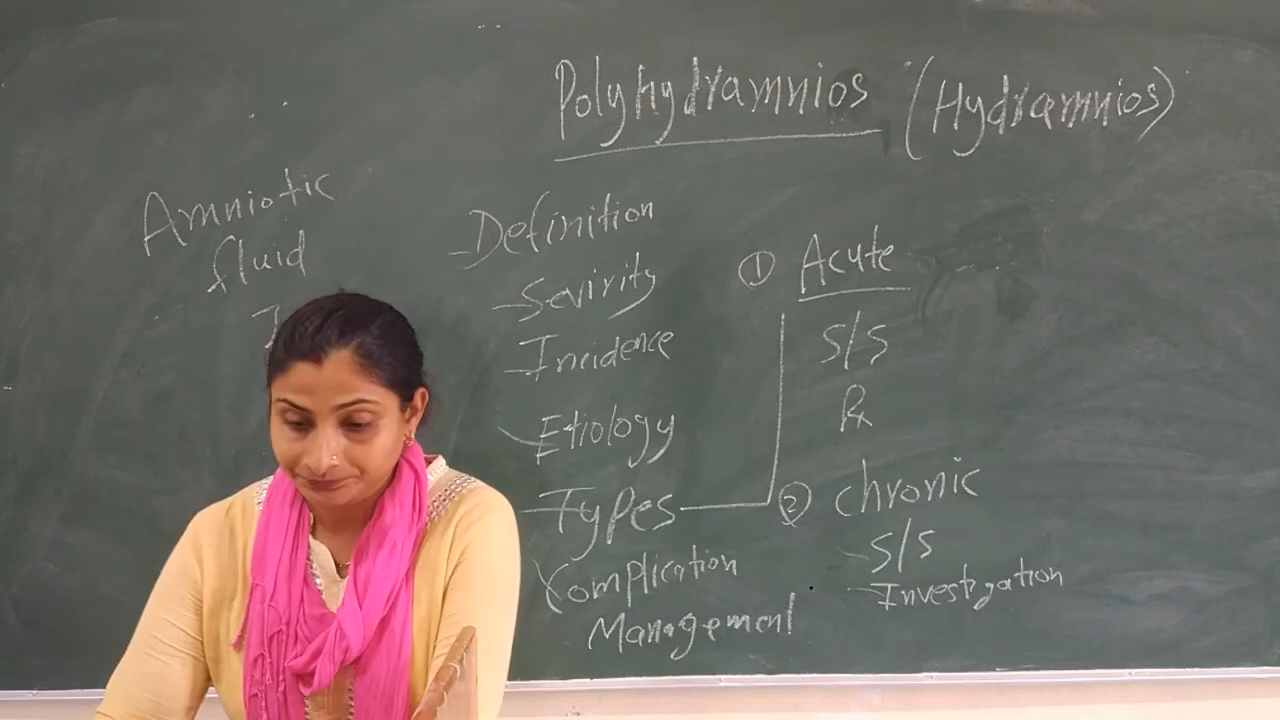 Polyhydramnios (Hydramnios)
Amniotic
fluid
Definition
Sevirity
Incidence
Etiology
Types
Complication
Management
① Acute
S/S
Rx
② chronic
S/S
Investigation